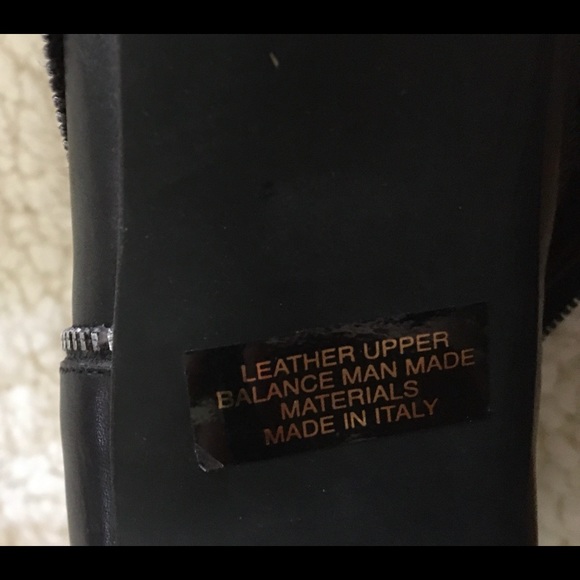 LEATHER UPPER
BALANCE MAN MADE
MATERIALS
MADE IN ITALY